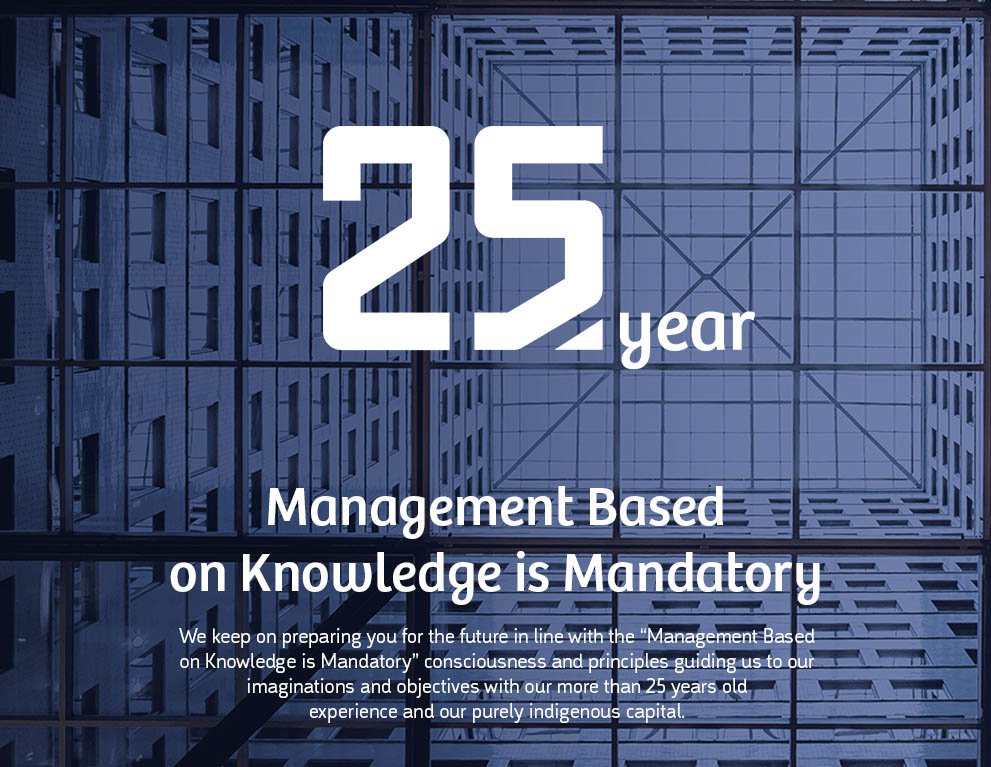 25 year
Management Based
on Knowledge is Mandatory
We keep on preparing you for the future in line with the “Management Based
on Knowledge is Mandatory” consciousness and principles guiding us to our
imaginations and objectives with our more than 25 years old
experience and our purely indigenous capital.